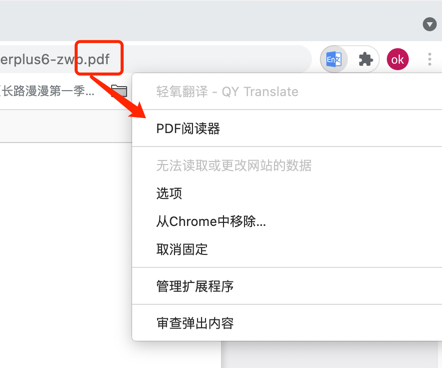 erplus6-zwb.pdf
En
ok
长路漫漫第一季...
轻氧翻译 - QY Translate
PDF阅读器
无法读取或更改网站的数据
选项
从Chrome中移除...
取消固定
管理扩展程序
审查弹出内容